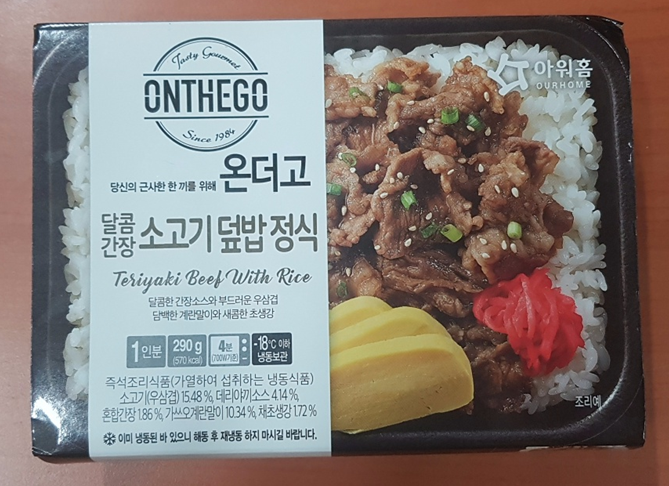 Tasty Gourmet
ONTHEGO
Since 1984
아워홈
OURHOME
당신의 근사한 한 끼를 위해 온더고
달콤간장 소고기 덮밥 정식
Teriyaki Beef With Rice
달콤한 간장소스와 부드러운 우삼겹
담백한 계란말이와 새콤한 초생강
1인분 290 g (570 kcal) 4분 (700W기준) -18℃ 이하 냉동보관
즉석조리식품(가열하여 섭취하는 냉동식품)
소고기(우삼겹) 15.48 %, 데리야끼소스 4.14 %,
혼합간장 1.86 %, 가쓰오계란말이 10.34 %, 채초생강 1.72 %
이미 냉동된 바 있으니 해동 후 재냉동 하지 마시길 바랍니다.
조리예